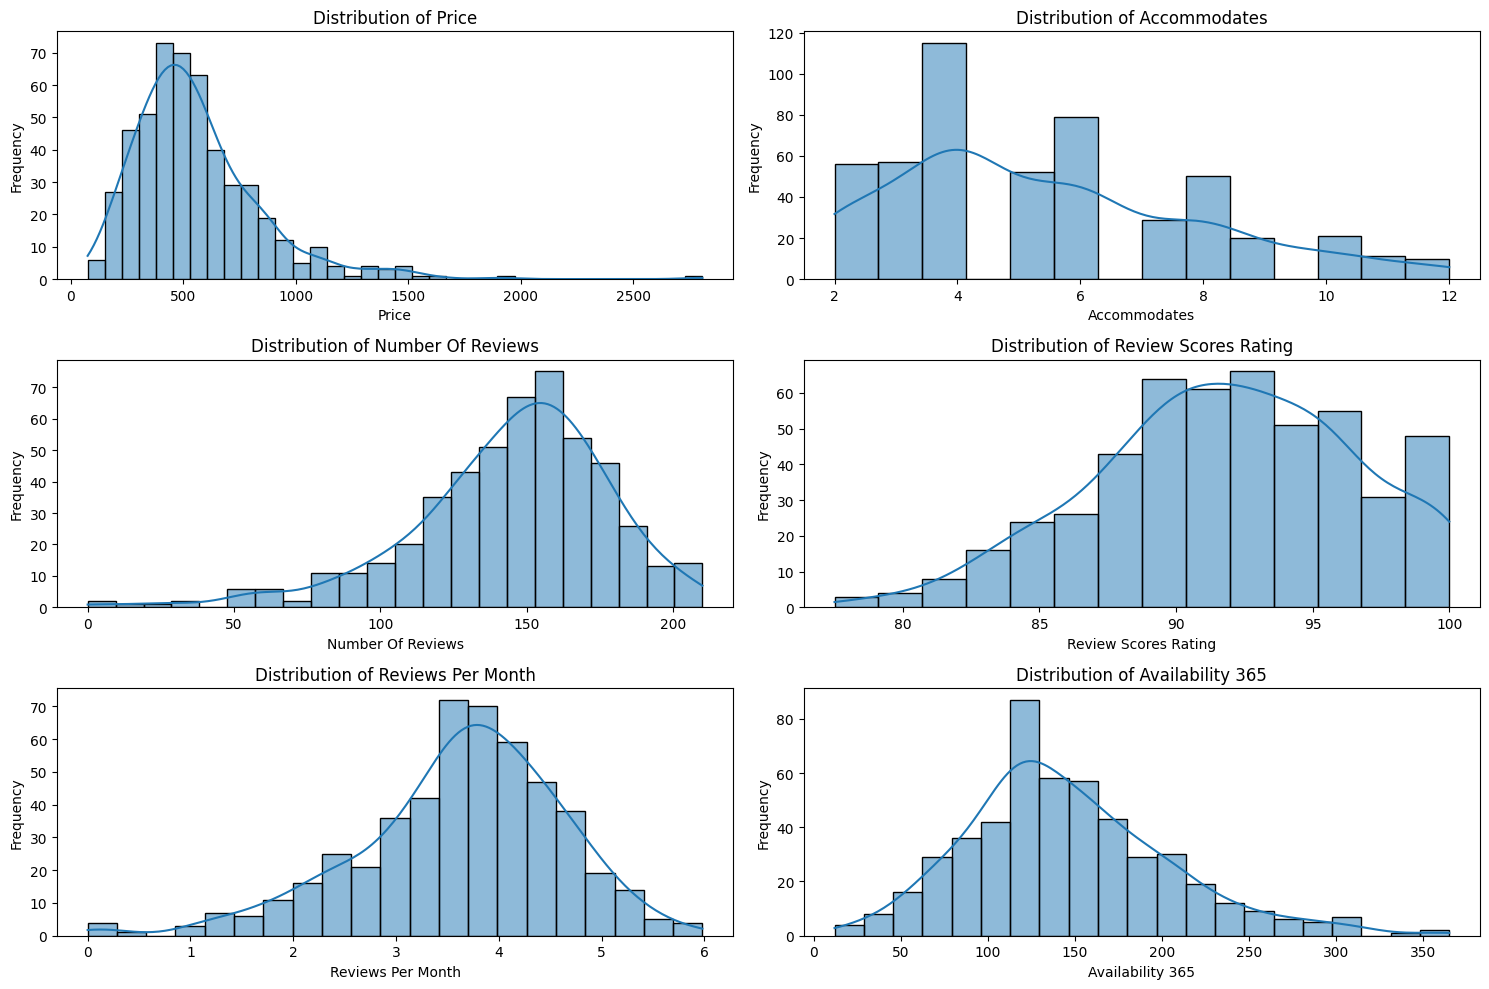 Distribution of Price
Frequency
70
60
50
40
30
20
10
0
0 500 1000 1500 2000 2500
Price
Distribution of Accommodates
Frequency
120
100
80
60
40
20
0
2 4 6 8 10 12
Accommodates
Distribution of Number Of Reviews
Frequency
70
60
50
40
30
20
10
0
0 50 100 150 200
Number Of Reviews
Distribution of Review Scores Rating
Frequency
60
50
40
30
20
10
0
80 85 90 95 100
Review Scores Rating
Distribution of Reviews Per Month
Frequency
70
60
50
40
30
20
10
0
0 1 2 3 4 5 6
Reviews Per Month
Distribution of Availability 365
Frequency
80
60
40
20
0
0 50 100 150 200 250 300 350
Availability 365